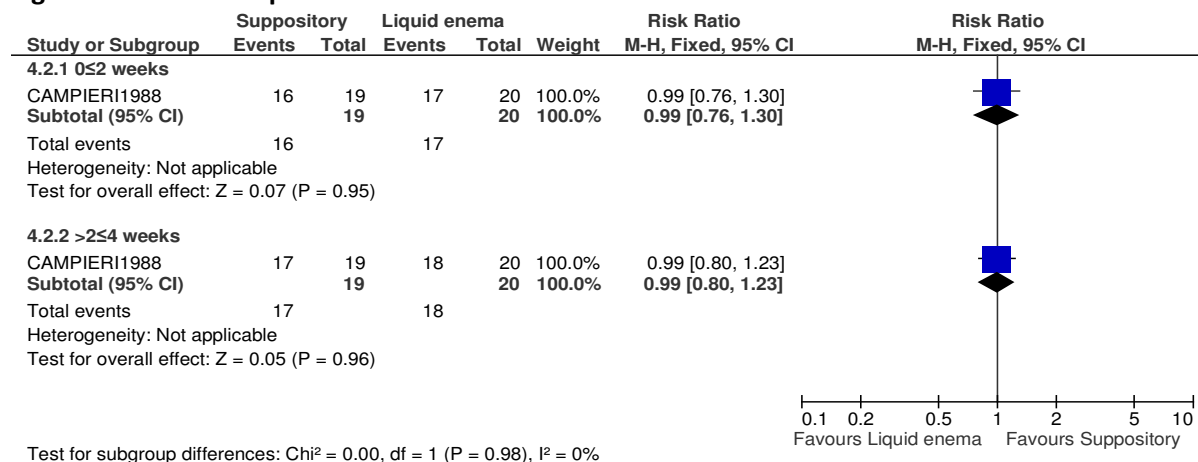 Suppository Liquid enema Risk Ratio Risk Ratio
Study or Subgroup Events Total Events Total Weight M-H, Fixed, 95% CI M-H, Fixed, 95% CI
4.2.1 0≤2 weeks
CAMPIERI1988 16 19 17 20 100.0% 0.99 [0.76, 1.30]
Subtotal (95% CI) 19 20 100.0% 0.99 [0.76, 1.30]
Total events 16 17
Heterogeneity: Not applicable
Test for overall effect: Z = 0.07 (P = 0.95)
4.2.2 >2≤4 weeks
CAMPIERI1988 17 19 18 20 100.0% 0.99 [0.80, 1.23]
Subtotal (95% CI) 19 20 100.0% 0.99 [0.80, 1.23]
Total events 17 18
Heterogeneity: Not applicable
Test for overall effect: Z = 0.05 (P = 0.96)
0.1 0.2 0.5 1 2 5 10
Favours Liquid enema Favours Suppository
Test for subgroup differences: Chi² = 0.00, df = 1 (P = 0.98), I² = 0%